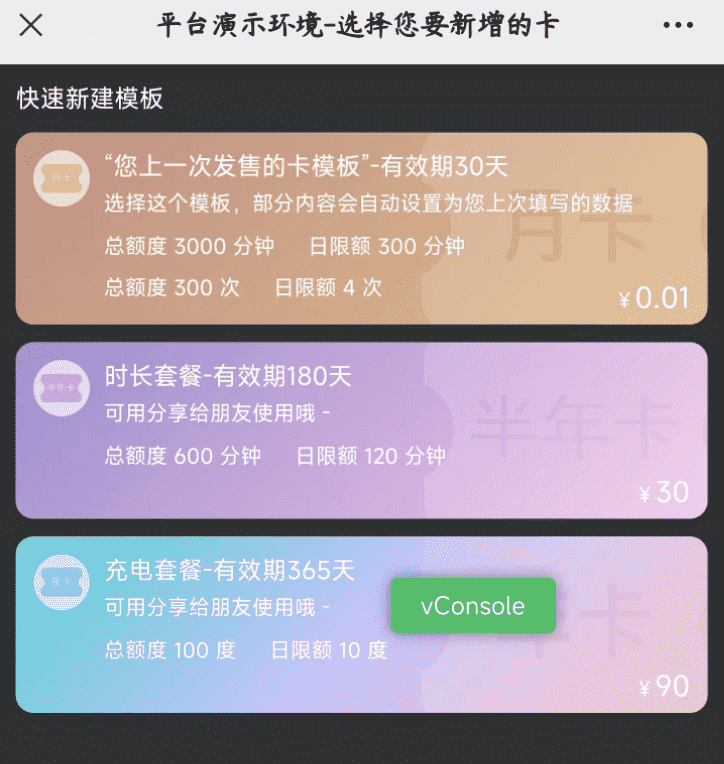 平台演示环境-选择您要新增的卡
快速新建模板
月卡
“您上一次发售的卡模板”-有效期30天
选择这个模板，部分内容会自动设置为您上次填写的数据
月卡
总额度 3000 分钟 日限额 300 分钟
总额度 300 次 日限额 4 次
¥0.01
半年卡
时长套餐-有效期180天
可用分享给朋友使用哦 -
半年卡
总额度 600 分钟 日限额 120 分钟
¥30
充电套餐-有效期365天
可用分享给朋友使用哦 -
vConsole
年卡
总额度 100 度 日限额 10 度
¥90